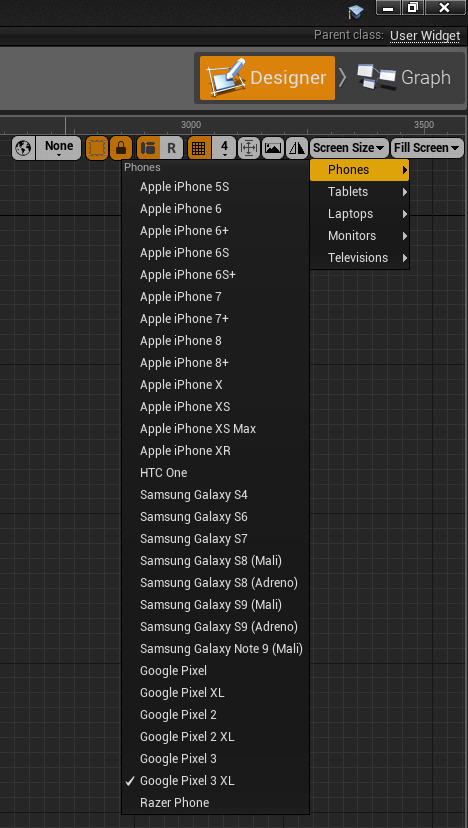 Parent class: User Widget
Designer
Graph
3000
3500
None
R
4
Screen Size
Fill Screen
Phones
Tablets
Laptops
Monitors
Televisions
Phones
Apple iPhone 5S
Apple iPhone 6
Apple iPhone 6+
Apple iPhone 6S
Apple iPhone 6S+
Apple iPhone 7
Apple iPhone 7+
Apple iPhone 8
Apple iPhone 8+
Apple iPhone X
Apple iPhone XS
Apple iPhone XS Max
Apple iPhone XR
HTC One
Samsung Galaxy S4
Samsung Galaxy S6
Samsung Galaxy S7
Samsung Galaxy S8 (Mali)
Samsung Galaxy S8 (Adreno)
Samsung Galaxy S9 (Mali)
Samsung Galaxy S9 (Adreno)
Samsung Galaxy Note 9 (Mali)
Google Pixel
Google Pixel XL
Google Pixel 2
Google Pixel 2 XL
Google Pixel 3
Google Pixel 3 XL
Razer Phone